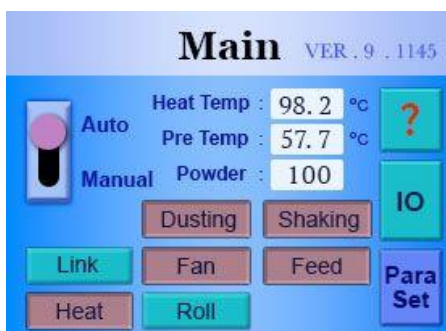 Main VER . 9 . 1145
Auto
Manual
Heat Temp : 98.2 °C
Pre Temp : 57.7 °C
Powder : 100
?
IO
Dusting Shaking
Link Fan Feed
Para Set
Heat Roll